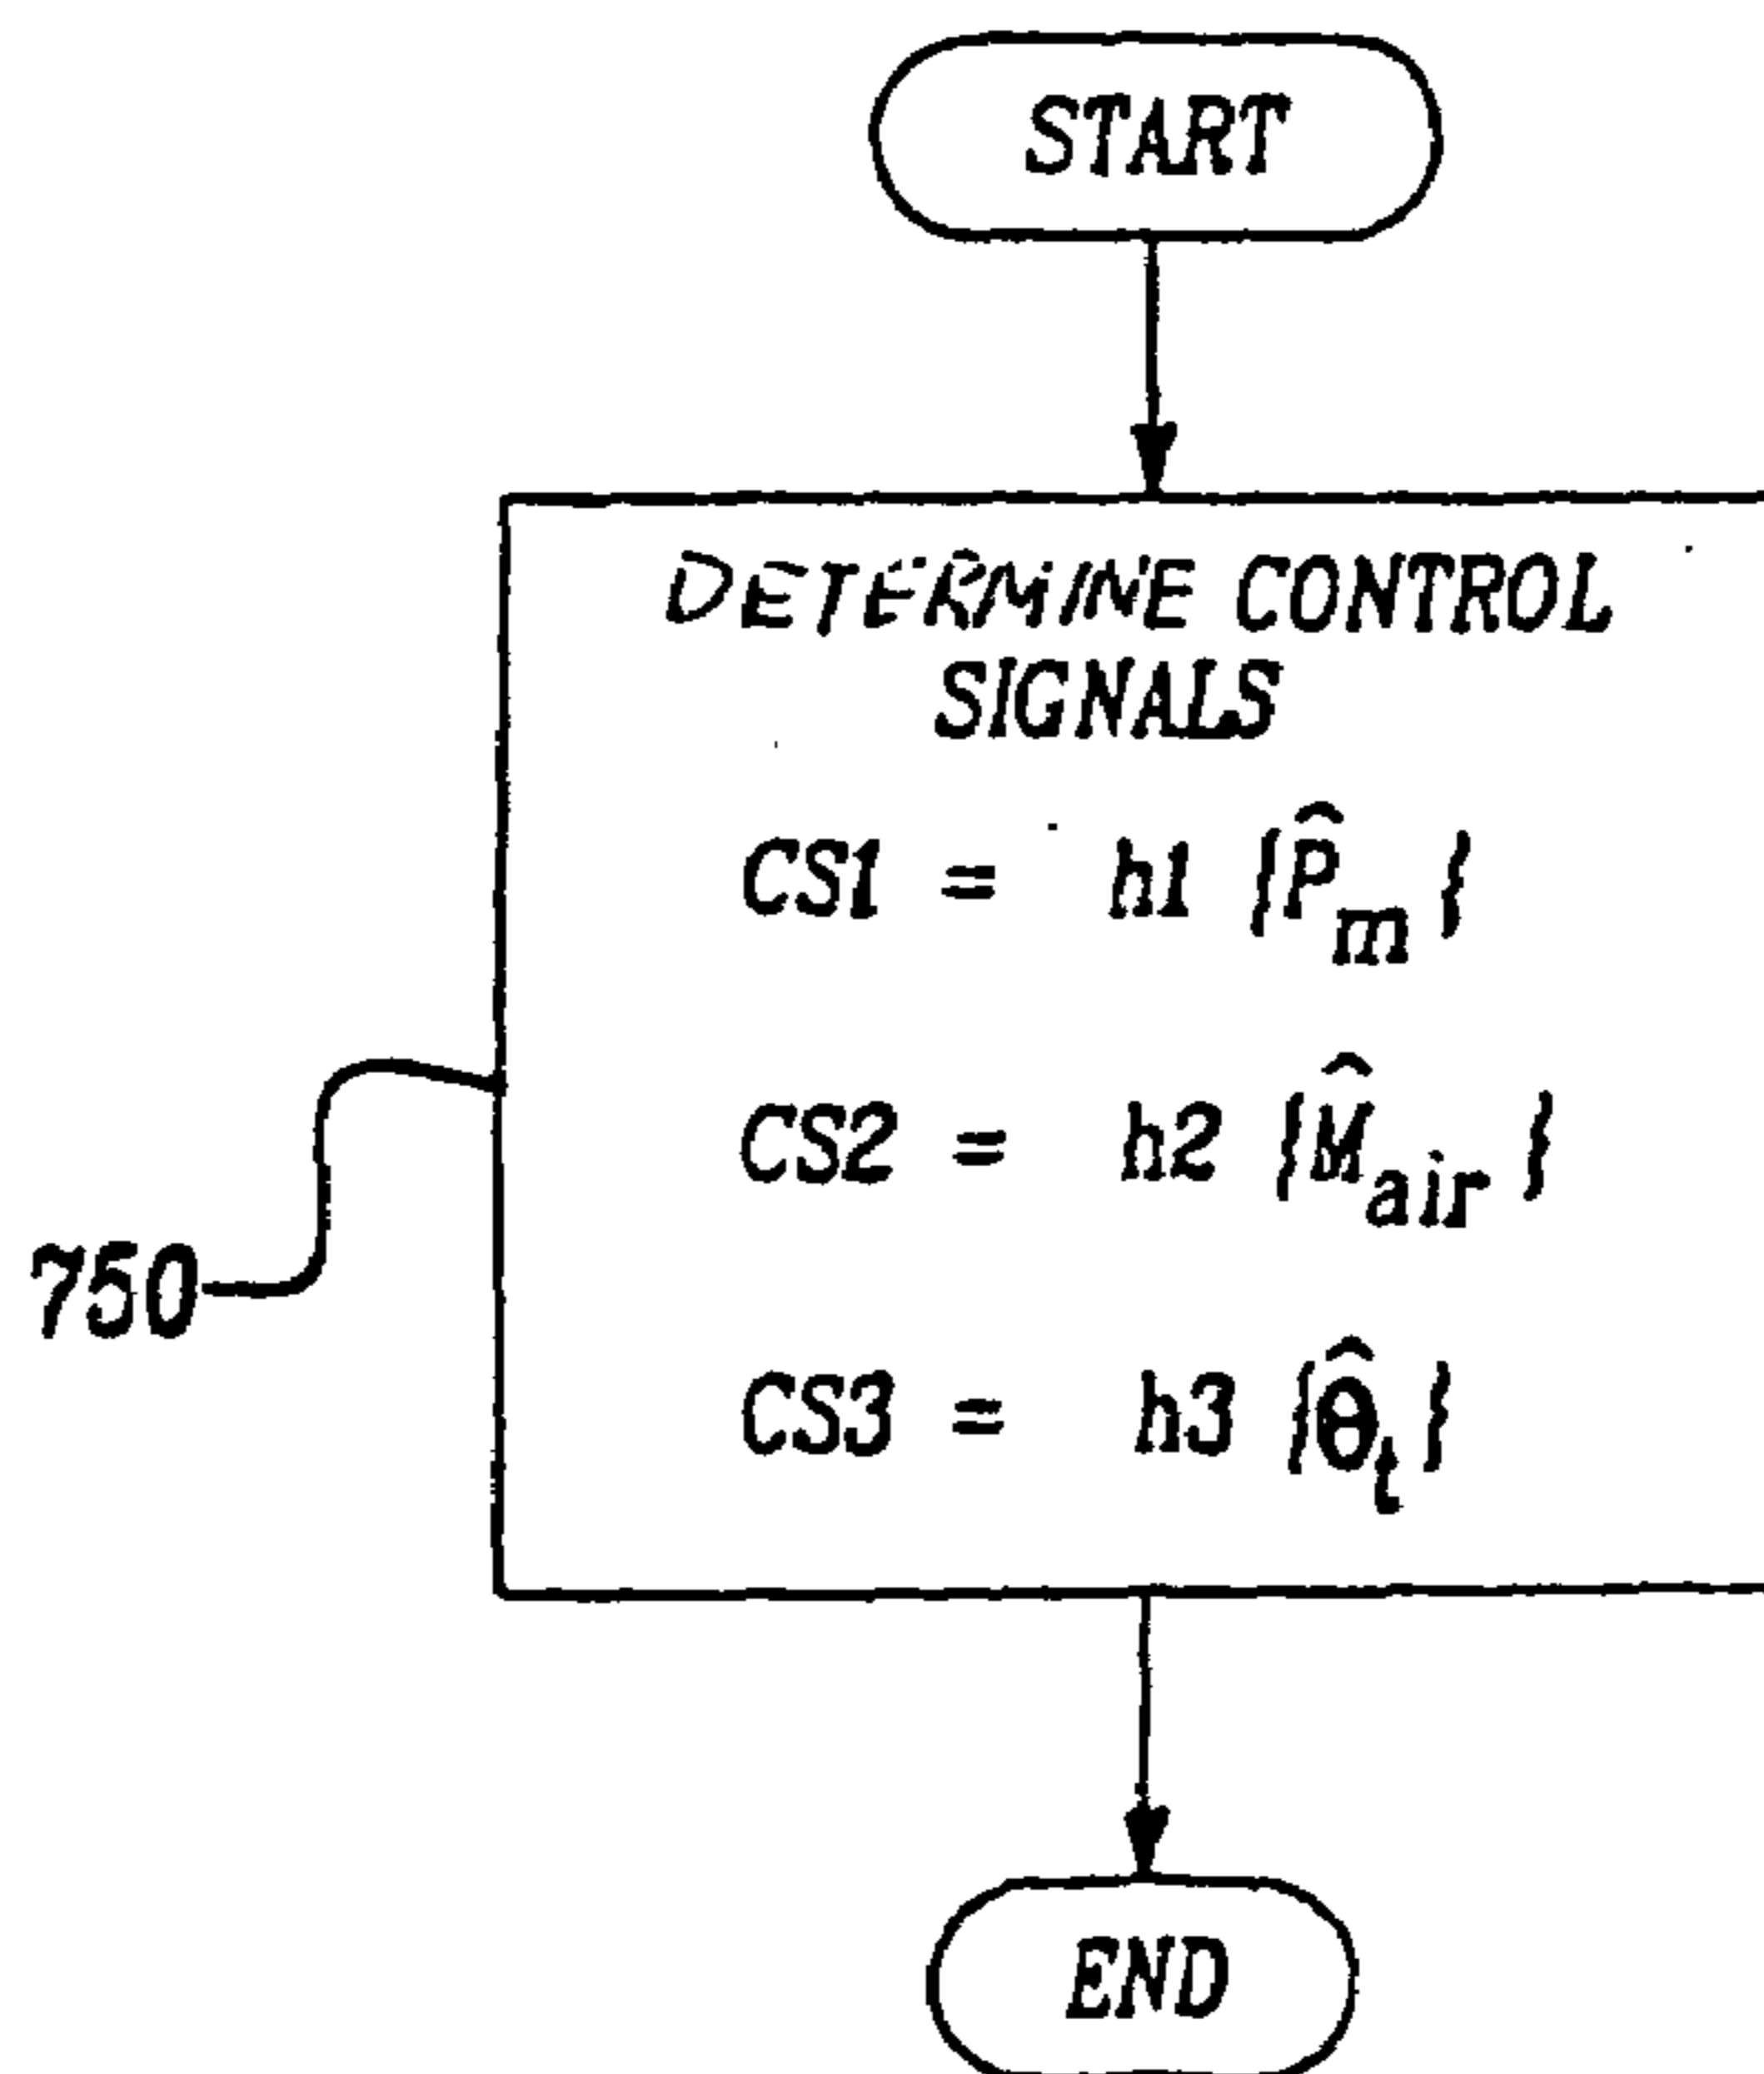 START
DETERMINE CONTROL
SIGNALS
CS1 = h1 {P̂m}
CS2 = h2 {M̂air}
750
CS3 = h3 {θ̂t}
END